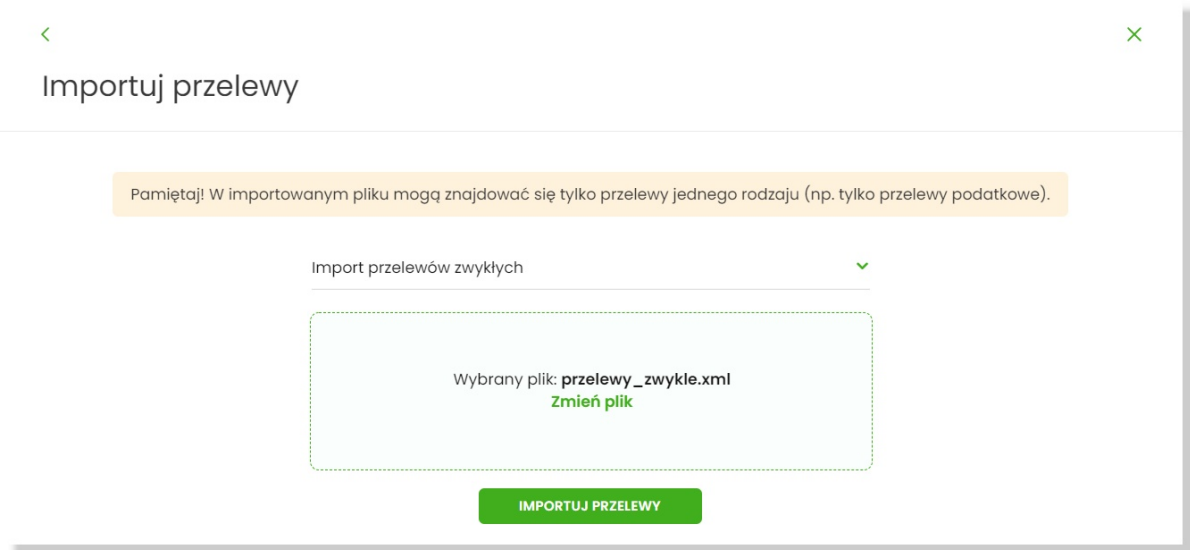 Importuj przelewy
Pamiętaj! W importowanym pliku mogą znajdować się tylko przelewy jednego rodzaju (np. tylko przelewy podatkowe).
Import przelewów zwykłych
Wybrany plik: przelewy_zwykle.xml
Zmień plik
IMPORTUJ PRZELEWY